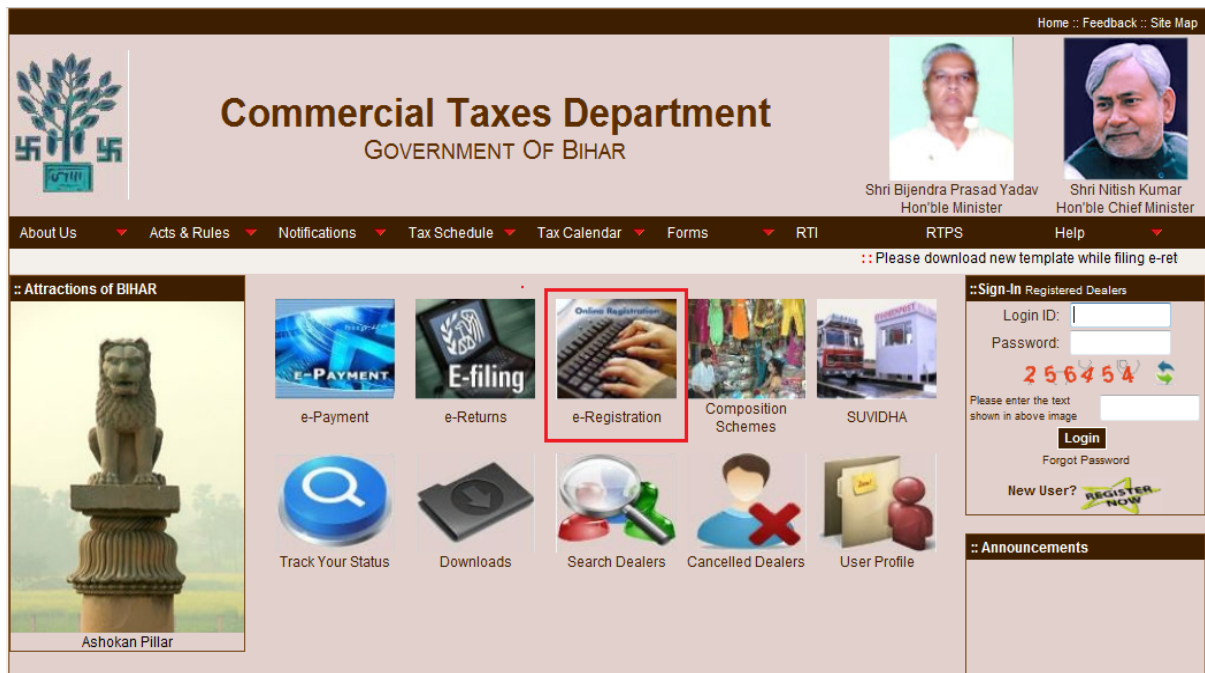 Home :: Feedback :: Site Map
Commercial Taxes Department
GOVERNMENT OF BIHAR
Shri Bijendra Prasad Yadav
Hon'ble Minister
Shri Nitish Kumar
Hon'ble Chief Minister
About Us Acts & Rules Notifications Tax Schedule Tax Calendar Forms RTI RTPS Help
:: Please download new template while filing e-ret
:: Attractions of BIHAR
Ashokan Pillar
E-PAYMENT
e-Payment
E-filing
e-Returns
Online Registration
e-Registration
Composition
Schemes
SUVIDHA
Track Your Status
Downloads
Search Dealers
Cancelled Dealers
User Profile
::Sign-In Registered Dealers
Login ID:
Password:
256454
Please enter the text
shown in above image
Login
Forgot Password
New User? REGISTER
NOW
:: Announcements